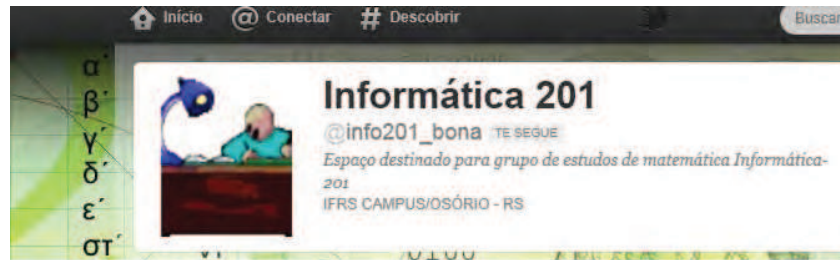 Início @ Conectar # Descobrir Buscar
Informática 201
@info201_bona TE SEGUE
Espaço destinado para grupo de estudos de matemática Informática-
201
IFRS CAMPUS/OSÓRIO - RS
α΄
β΄
γ΄
δ΄
ε΄
στ΄